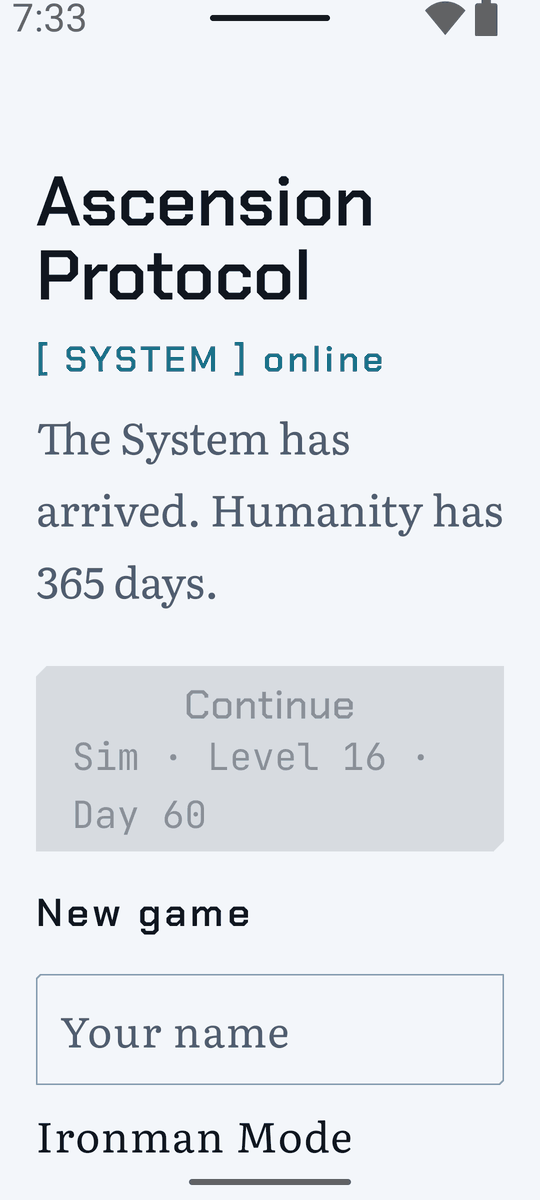 7:33
Ascension
Protocol
[ SYSTEM ] online
The System has
arrived. Humanity has
365 days.
Continue
Sim · Level 16 ·
Day 60
New game
Your name
Ironman Mode